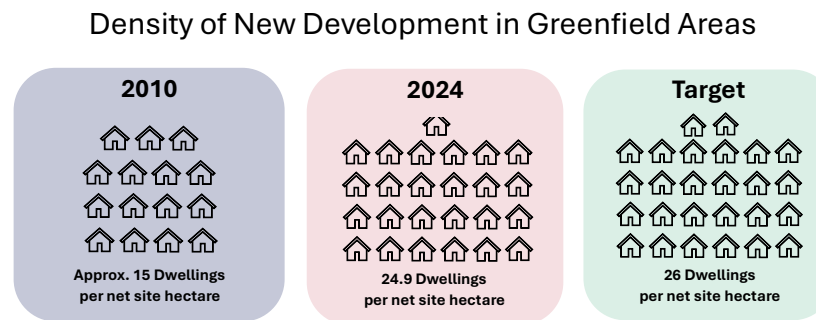 Density of New Development in Greenfield Areas
2010
Approx. 15 Dwellings
per net site hectare
2024
24.9 Dwellings
per net site hectare
Target
26 Dwellings
per net site hectare